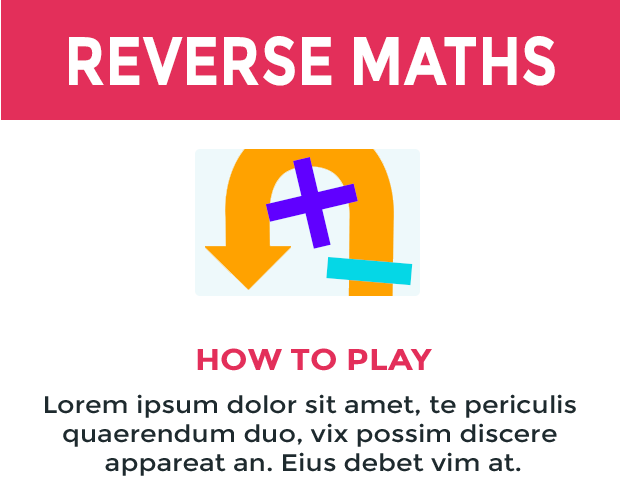 REVERSE MATHS
HOW TO PLAY
Lorem ipsum dolor sit amet, te periculis
quaerendum duo, vix possim discere
appareat an. Eius debet vim at.